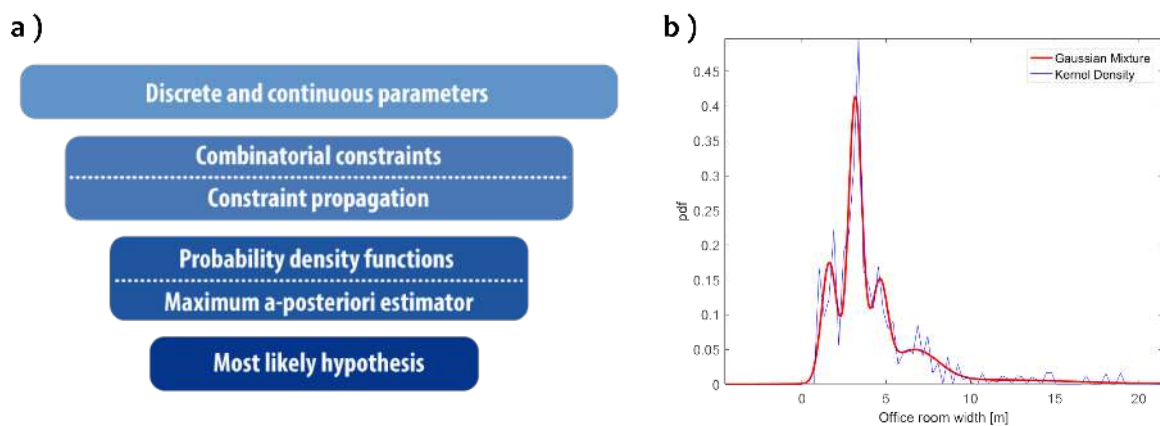 a )
Discrete and continuous parameters
Combinatorial constraints
Constraint propagation
Probability density functions
Maximum a-posteriori estimator
Most likely hypothesis
b )
Gaussian Mixture
Kernel Density
0.45
0.4
0.35
0.3
0.25
0.2
0.15
0.1
0.05
0
pdf
0 5 10 15 20
Office room width [m]